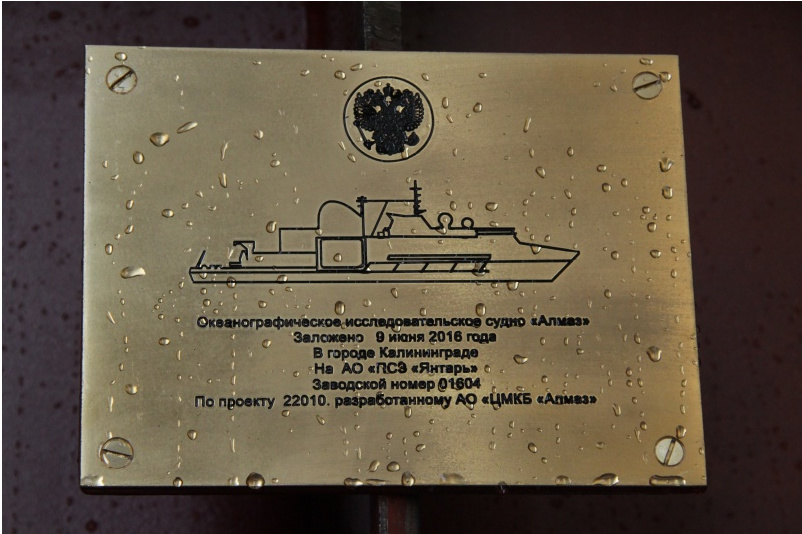 Океанографическое исследовательское судно «Алмаз»
Заложено 9 июня 2016 года
В городе Калининграде
На АО «ПСЗ «Янтарь»
Заводской номер 01604
По проекту 22010. разработанному АО «ЦМКБ «Алмаз»